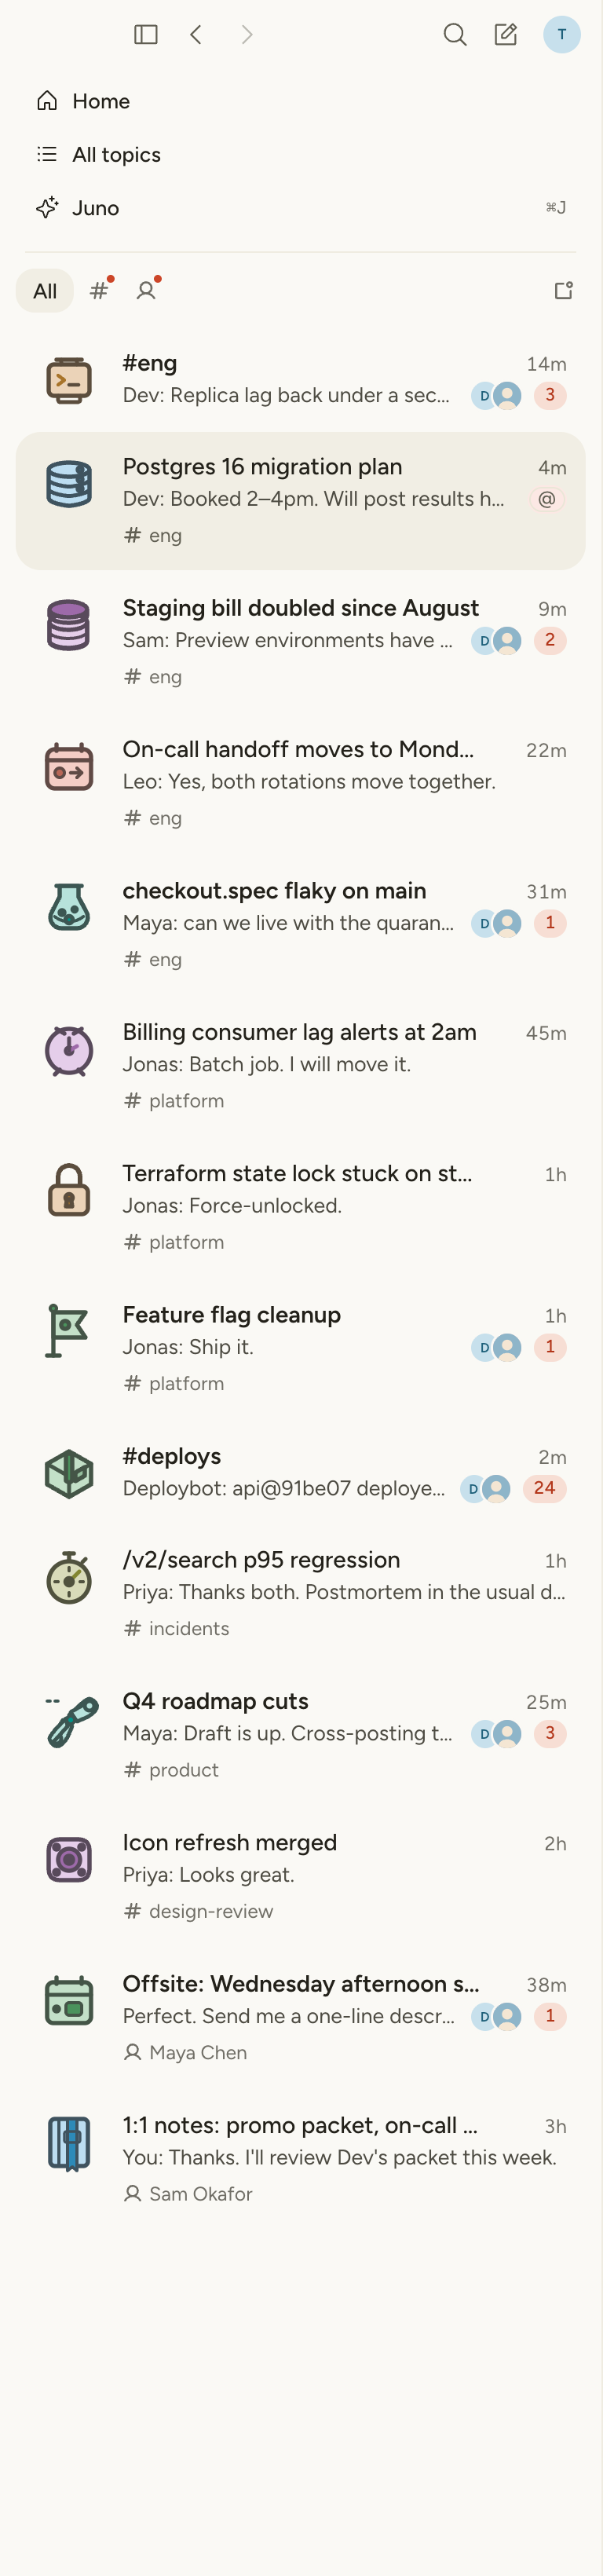 T
Home
All topics
Juno ⌘J
All
#eng 14m
Dev: Replica lag back under a sec... D 3
Postgres 16 migration plan 4m
Dev: Booked 2–4pm. Will post results h... @
# eng
Staging bill doubled since August 9m
Sam: Preview environments have ... D 2
# eng
On-call handoff moves to Mond... 22m
Leo: Yes, both rotations move together.
# eng
checkout.spec flaky on main 31m
Maya: can we live with the quaran... D 1
# eng
Billing consumer lag alerts at 2am 45m
Jonas: Batch job. I will move it.
# platform
Terraform state lock stuck on st... 1h
Jonas: Force-unlocked.
# platform
Feature flag cleanup 1h
Jonas: Ship it. D 1
# platform
#deploys 2m
Deploybot: api@91be07 deploye... D 24
/v2/search p95 regression 1h
Priya: Thanks both. Postmortem in the usual d...
# incidents
Q4 roadmap cuts 25m
Maya: Draft is up. Cross-posting t... D 3
# product
Icon refresh merged 2h
Priya: Looks great.
# design-review
Offsite: Wednesday afternoon s... 38m
Perfect. Send me a one-line descr... D 1
Maya Chen
1:1 notes: promo packet, on-call ... 3h
You: Thanks. I'll review Dev's packet this week.
Sam Okafor